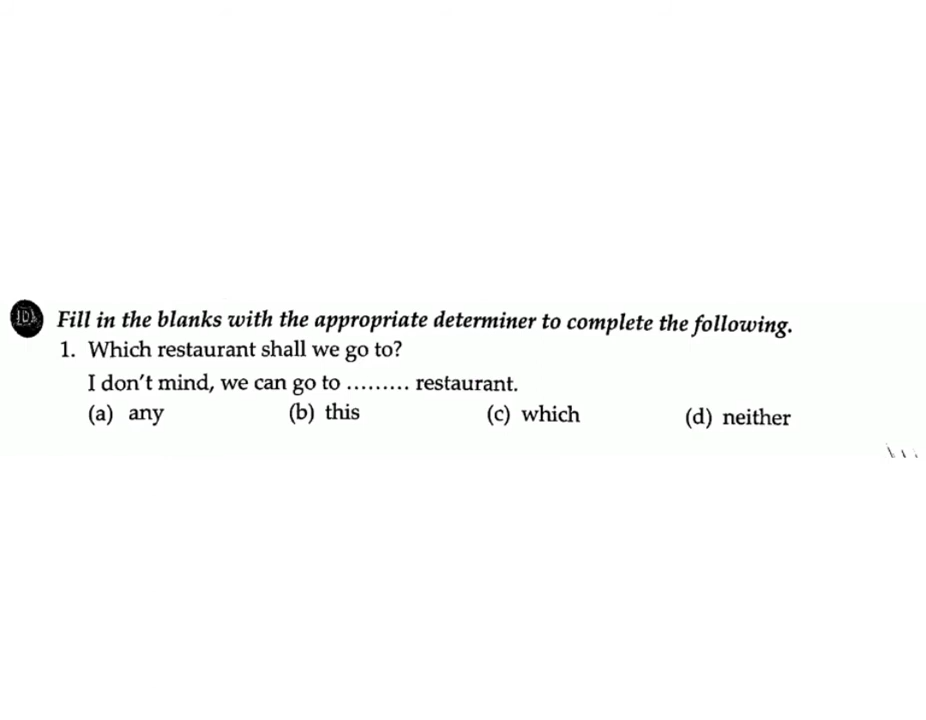 Fill in the blanks with the appropriate determiner to complete the following.
1. Which restaurant shall we go to?
I don't mind, we can go to ......... restaurant.
(a) any (b) this (c) which (d) neither